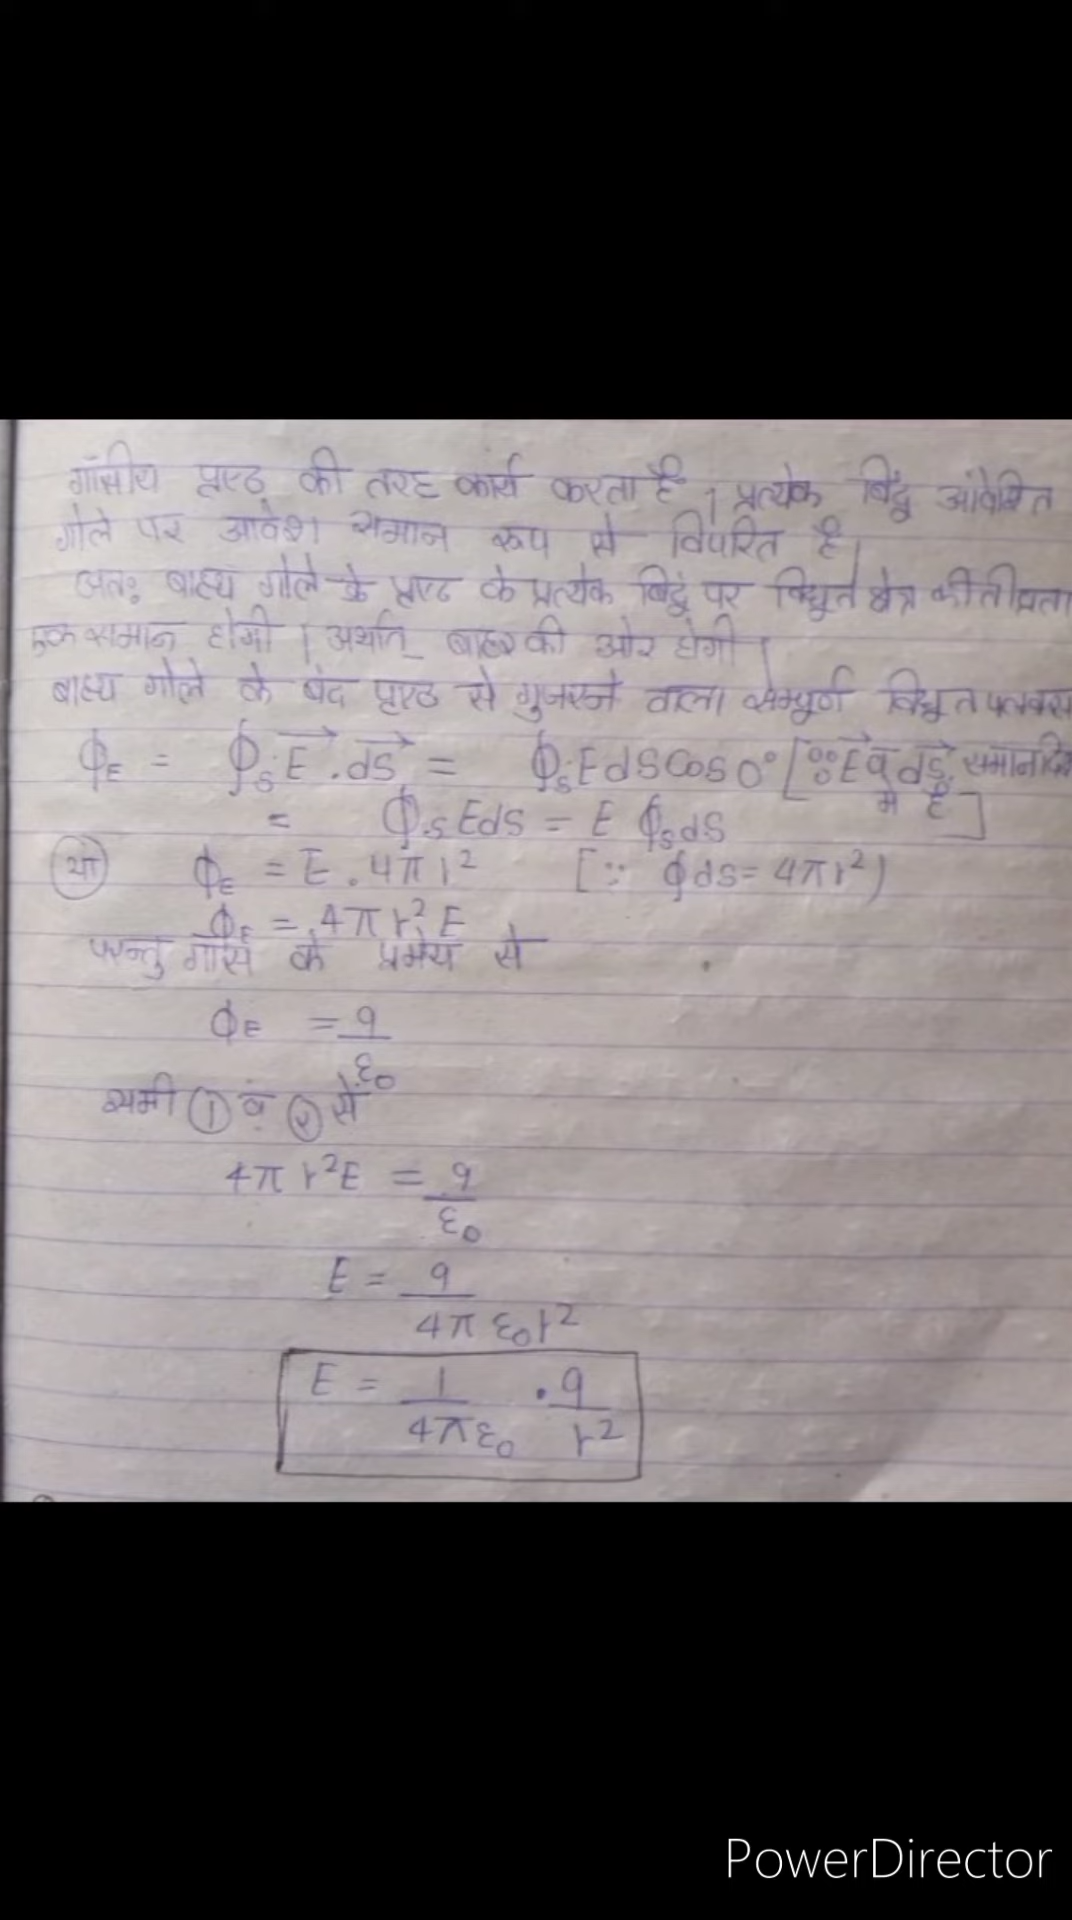 गॉसीय पृष्ठ की तरह कार्य करता है । प्रत्येक बिंदु आवेशित
गोले पर आवेश समान रूप से वितरित है।
अतः बाह्य गोले के पृष्ठ के प्रत्येक बिंदु पर विधुत क्षेत्र की तीव्रता
एक समान होगी । अर्थात् बाहर की ओर होगी ।
बाह्य गोले के बंद पृष्ठ से गुजरने वाला सम्पूर्ण विधुत फ्लक्स
ϕE = ∮s E⃗ . ds⃗ = ∮s E ds cos 0° [∵ E⃗ व ds⃗ समान दि
में है ]
= ∮s Eds = E ∮s ds
या ϕE = E . 4πr² [∵ ∮ds = 4πr²)
ϕE = 4πr²E
परन्तु गॉस के प्रमेय से
ϕE = q/ε0
समी ① व ② से
4πr²E = q/ε0
E = q/4πε0r²
E = 1/4πε0 . q/r²
PowerDirector